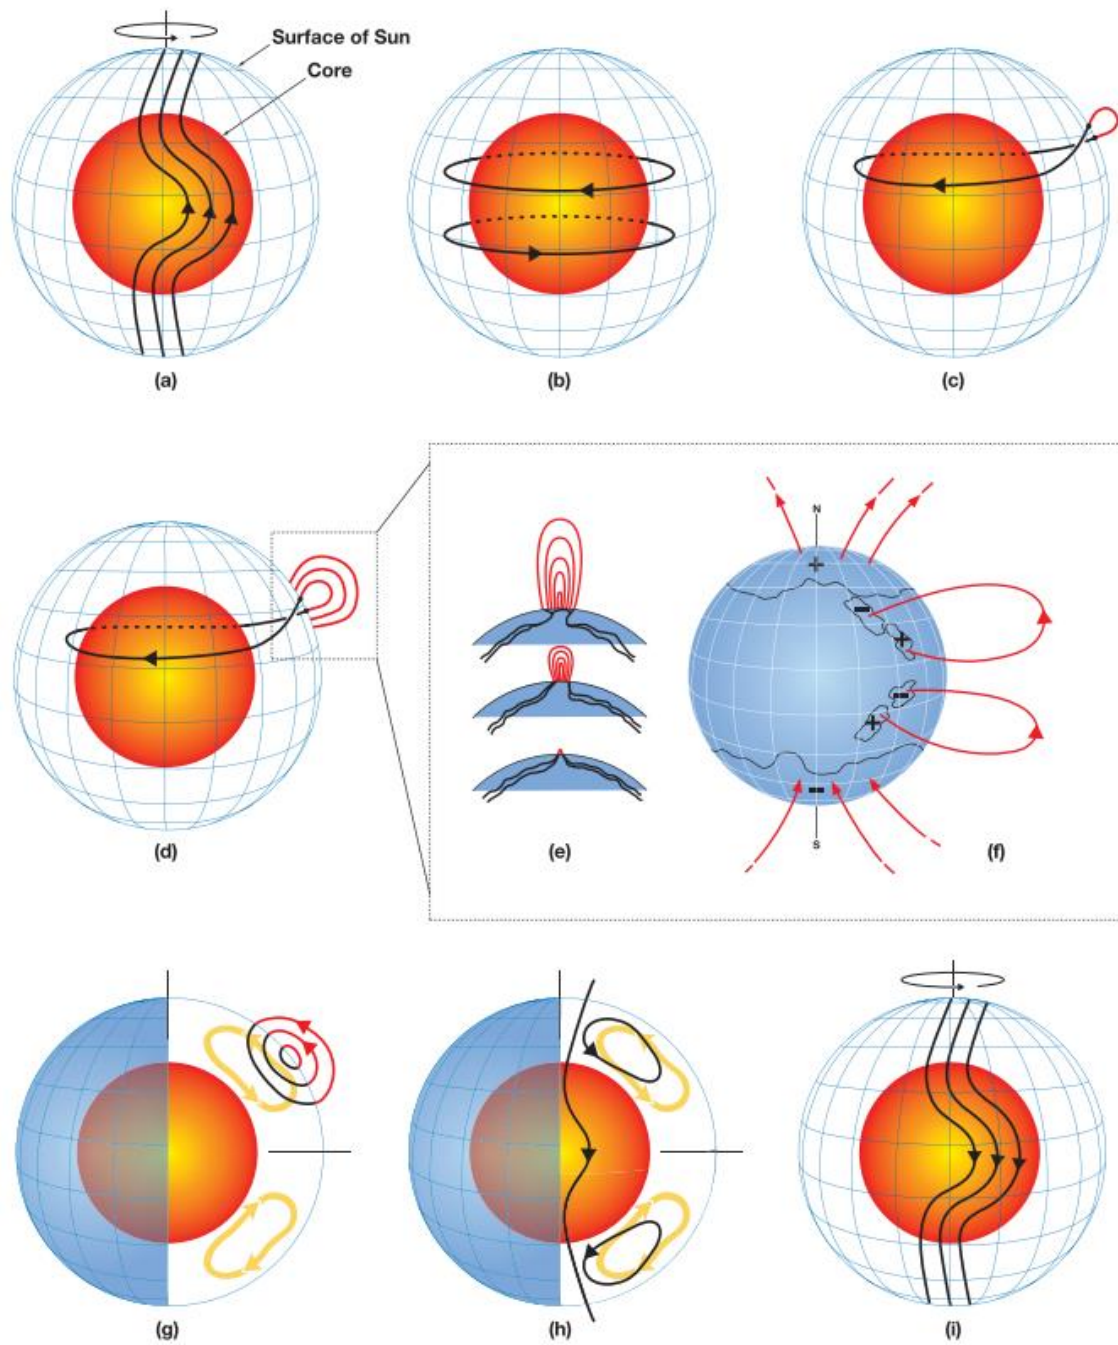 Surface of Sun
Core
(a)
(b)
(c)
N
+
--
+
--
+
--
S
(d)
(e)
(f)
(g)
(h)
(i)